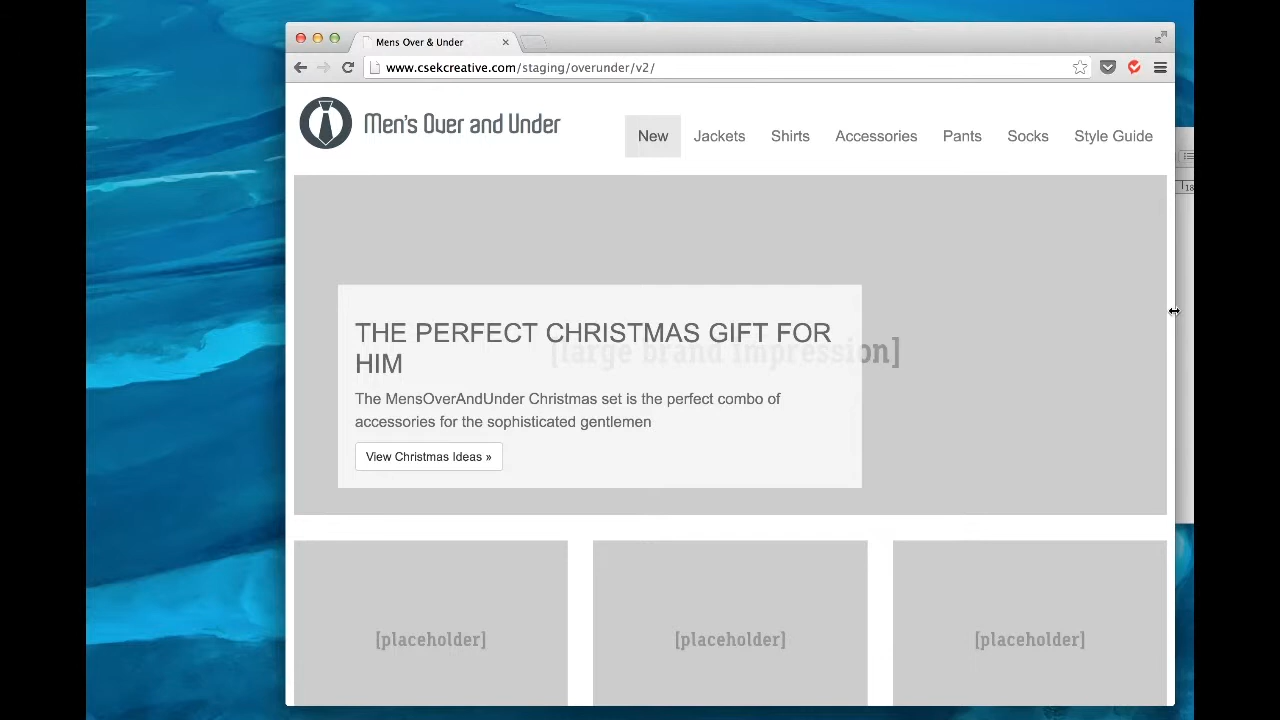 Mens Over & Under
www.csekcreative.com/staging/overunder/v2/
Men's Over and Under
New Jackets Shirts Accessories Pants Socks Style Guide
18
[large brand impression]
THE PERFECT CHRISTMAS GIFT FOR
HIM
The MensOverAndUnder Christmas set is the perfect combo of
accessories for the sophisticated gentlemen
View Christmas Ideas »
[placeholder] [placeholder] [placeholder]